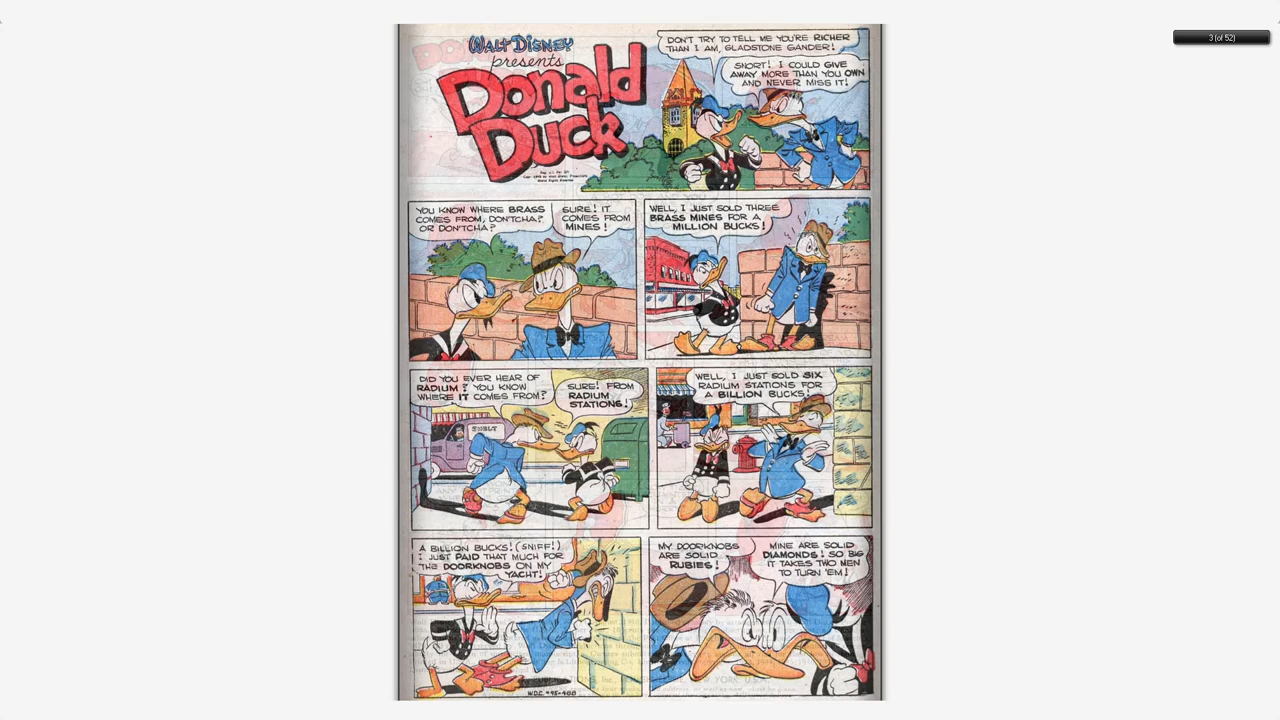 3 (of 52)
WALT DISNEY
presents
Donald
Duck
DON'T TRY TO TELL ME YOU'RE RICHER
THAN I AM, GLADSTONE GANDER!
SNORT! I COULD GIVE
AWAY MORE THAN YOU OWN
AND NEVER MISS IT!
YOU KNOW WHERE BRASS
COMES FROM, DON'TCHA?
OR DON'TCHA?
SURE! IT
COMES FROM
MINES!
WELL, I JUST SOLD THREE
BRASS MINES FOR A
MILLION BUCKS!
DID YOU EVER HEAR OF
RADIUM? YOU KNOW
WHERE IT COMES FROM?
SURE! FROM
RADIUM
STATIONS!
SMELT
WELL, I JUST SOLD SIX
RADIUM STATIONS FOR
A BILLION BUCKS!
A BILLION BUCKS! (SNIFF!)
I JUST PAID THAT MUCH FOR
THE DOORKNOBS ON MY
YACHT!
W.D.C. #95-488
MY DOORKNOBS
ARE SOLID
RUBIES!
MINE ARE SOLID
DIAMONDS! SO BIG
IT TAKES TWO MEN
TO TURN 'EM!